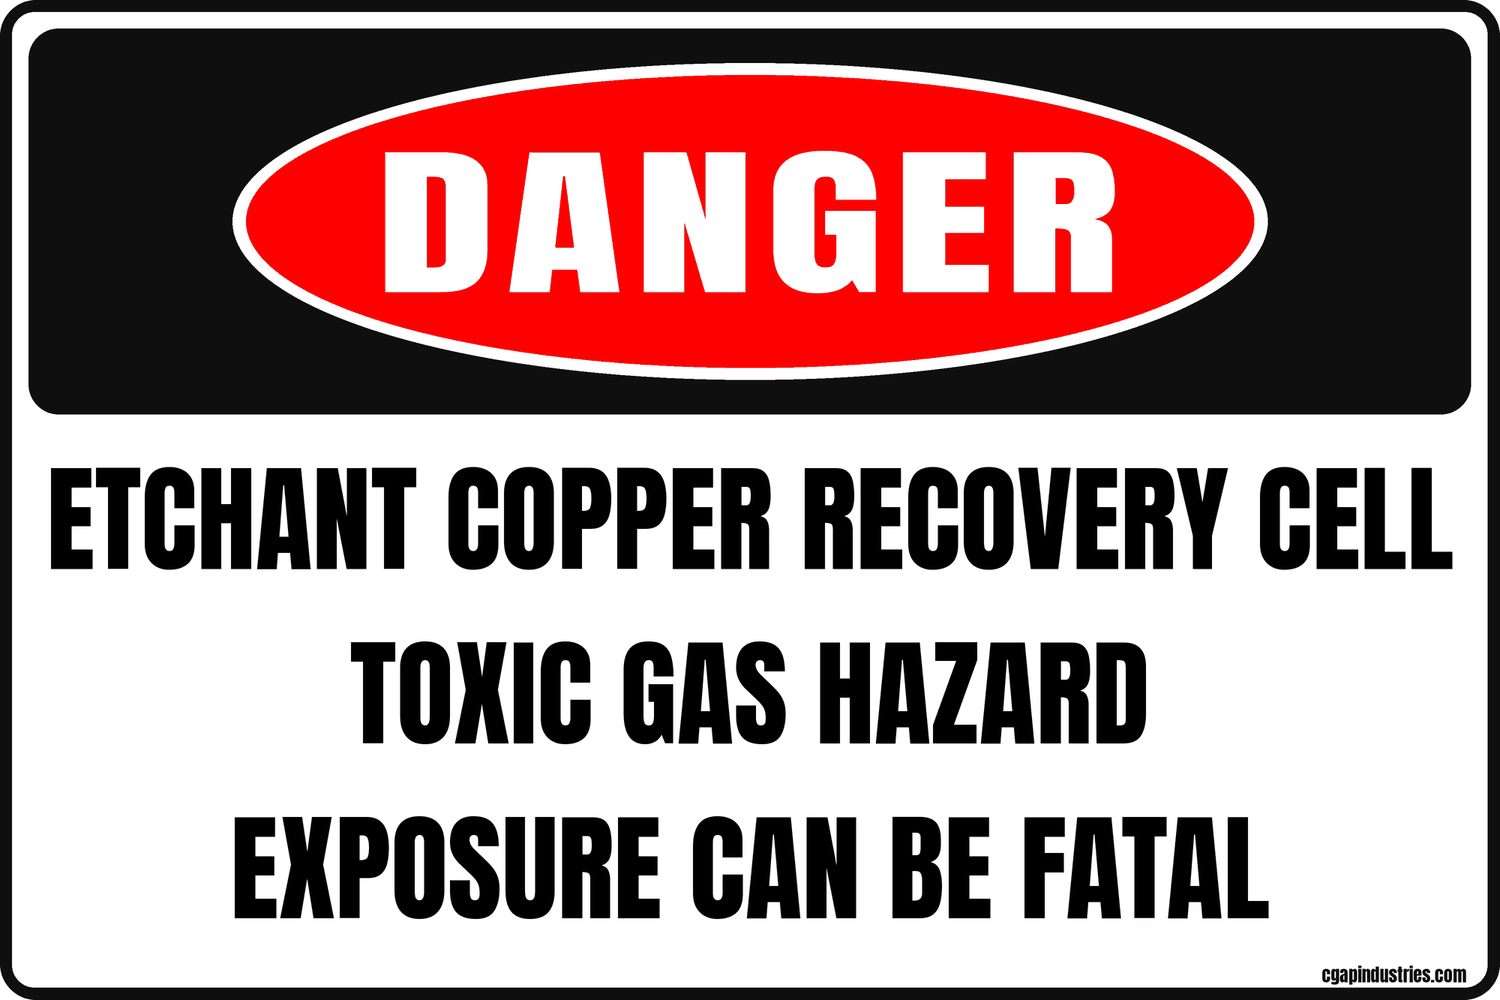 DANGER
ETCHANT COPPER RECOVERY CELL
TOXIC GAS HAZARD
EXPOSURE CAN BE FATAL
cgapindustries.com